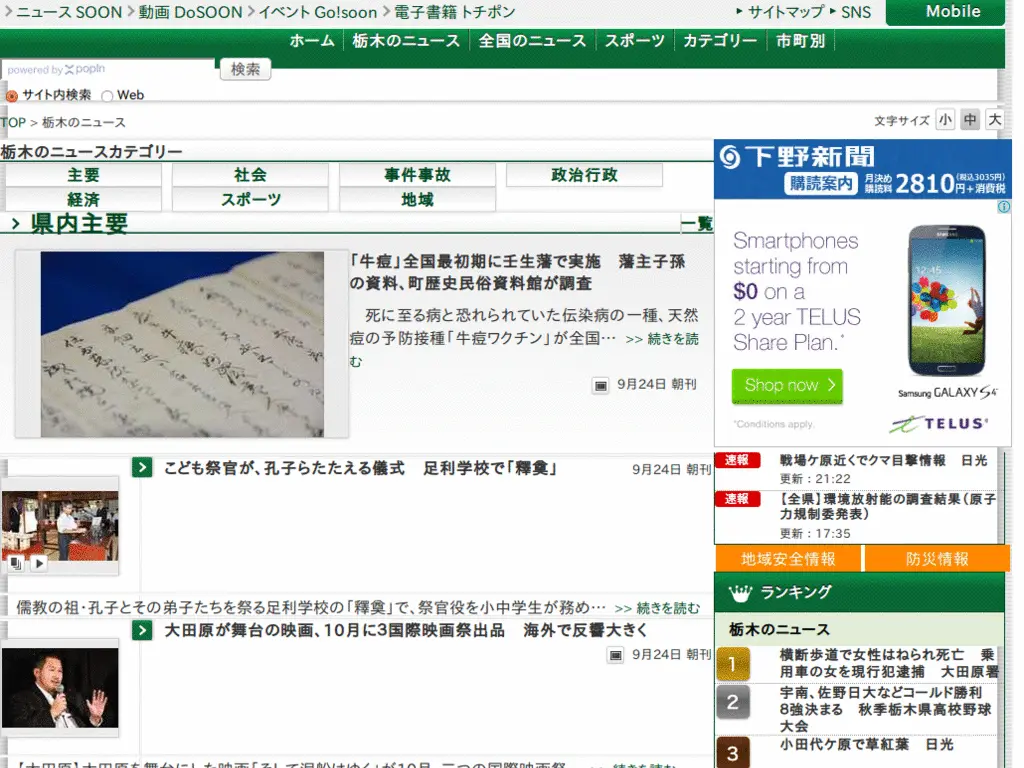 ニュース SOON 動画 DoSOON イベント Go!soon 電子書籍 トチポン
サイトマップ SNS
Mobile
ホーム 栃木のニュース 全国のニュース スポーツ カテゴリー 市町別
powered by popIn
検索
サイト内検索 Web
TOP > 栃木のニュース
文字サイズ 小 中 大
栃木のニュースカテゴリー
主要 社会 事件事故 政治行政
経済 スポーツ 地域
県内主要
一覧
「牛痘」全国最初期に壬生藩で実施 藩主子孫
の資料、町歴史民俗資料館が調査
死に至る病と恐れられていた伝染病の一種、天然
痘の予防接種「牛痘ワクチン」が全国… >> 続きを読
む
9月24日 朝刊
こども祭官が、孔子らたたえる儀式 足利学校で「釋奠」
9月24日 朝刊
儒教の祖・孔子とその弟子たちを祭る足利学校の「釋奠」で、祭官役を小中学生が務め… >> 続きを読む
大田原が舞台の映画、10月に3国際映画祭出品 海外で反響大きく
9月24日 朝刊
下野新聞
購読案内 月決め購読料 2810円+消費税 (税込3035円)
Smartphones
starting from
$0 on a
2 year TELUS
Share Plan.*
Shop now
*Conditions apply.
SAMSUNG
12:45
Samsung GALAXY S4
TELUS
速報 戦場ケ原近くでクマ目撃情報 日光
更新：21:22
速報 【全県】環境放射能の調査結果（原子
力規制委発表）
更新：17:35
地域安全情報 防災情報
ランキング
栃木のニュース
1 横断歩道で女性はねられ死亡 乗
用車の女を現行犯逮捕 大田原署
2 宇南、佐野日大などコールド勝利
8強決まる 秋季栃木県高校野球
大会
3 小田代ケ原で草紅葉 日光